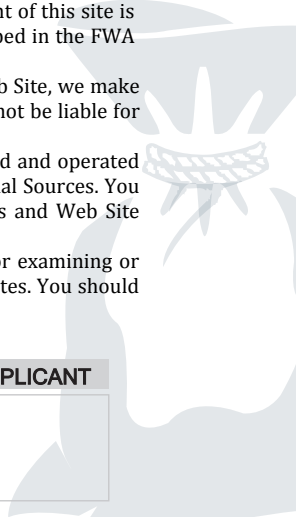 nt of this site is
bed in the FWA
b Site, we make
not be liable for
d and operated
al Sources. You
s and Web Site
or examining or
tes. You should
PLICANT